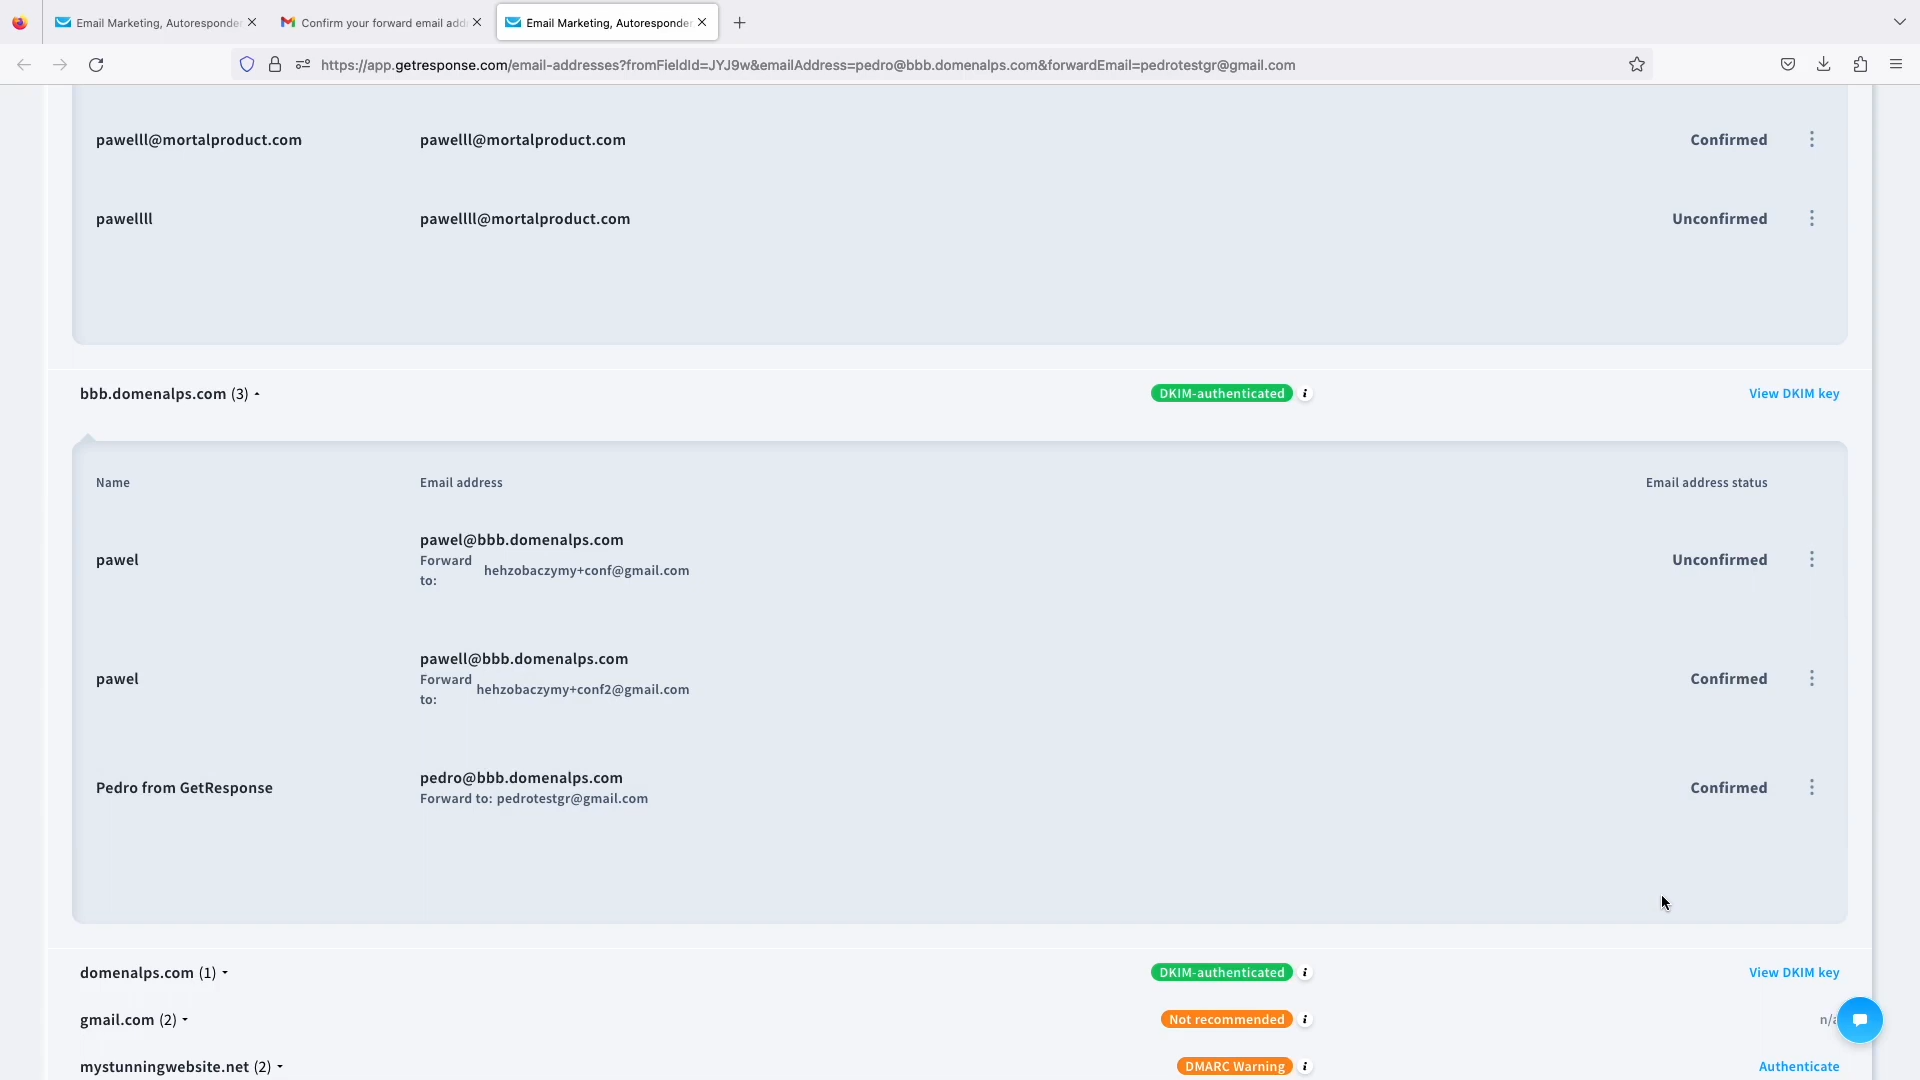 Email Marketing, Autoresponde
Confirm your forward email add
Email Marketing, Autoresponder
https://app.getresponse.com/email-addresses?fromFieldId=JYJ9w&emailAddress=pedro@bbb.domenalps.com&forwardEmail=pedrotestgr@gmail.com
pawelll@mortalproduct.com pawelll@mortalproduct.com Confirmed
pawellll pawellll@mortalproduct.com Unconfirmed
bbb.domenalps.com (3) DKIM-authenticated i View DKIM key
Name Email address Email address status
pawel@bbb.domenalps.com
pawel Forward to: hehzobaczymy+conf@gmail.com Unconfirmed
pawell@bbb.domenalps.com
pawel Forward to: hehzobaczymy+conf2@gmail.com Confirmed
pedro@bbb.domenalps.com
Pedro from GetResponse Confirmed
Forward to: pedrotestgr@gmail.com
domenalps.com (1) DKIM-authenticated i View DKIM key
gmail.com (2) Not recommended i n/a
mystunningwebsite.net (2) DMARC Warning i Authenticate